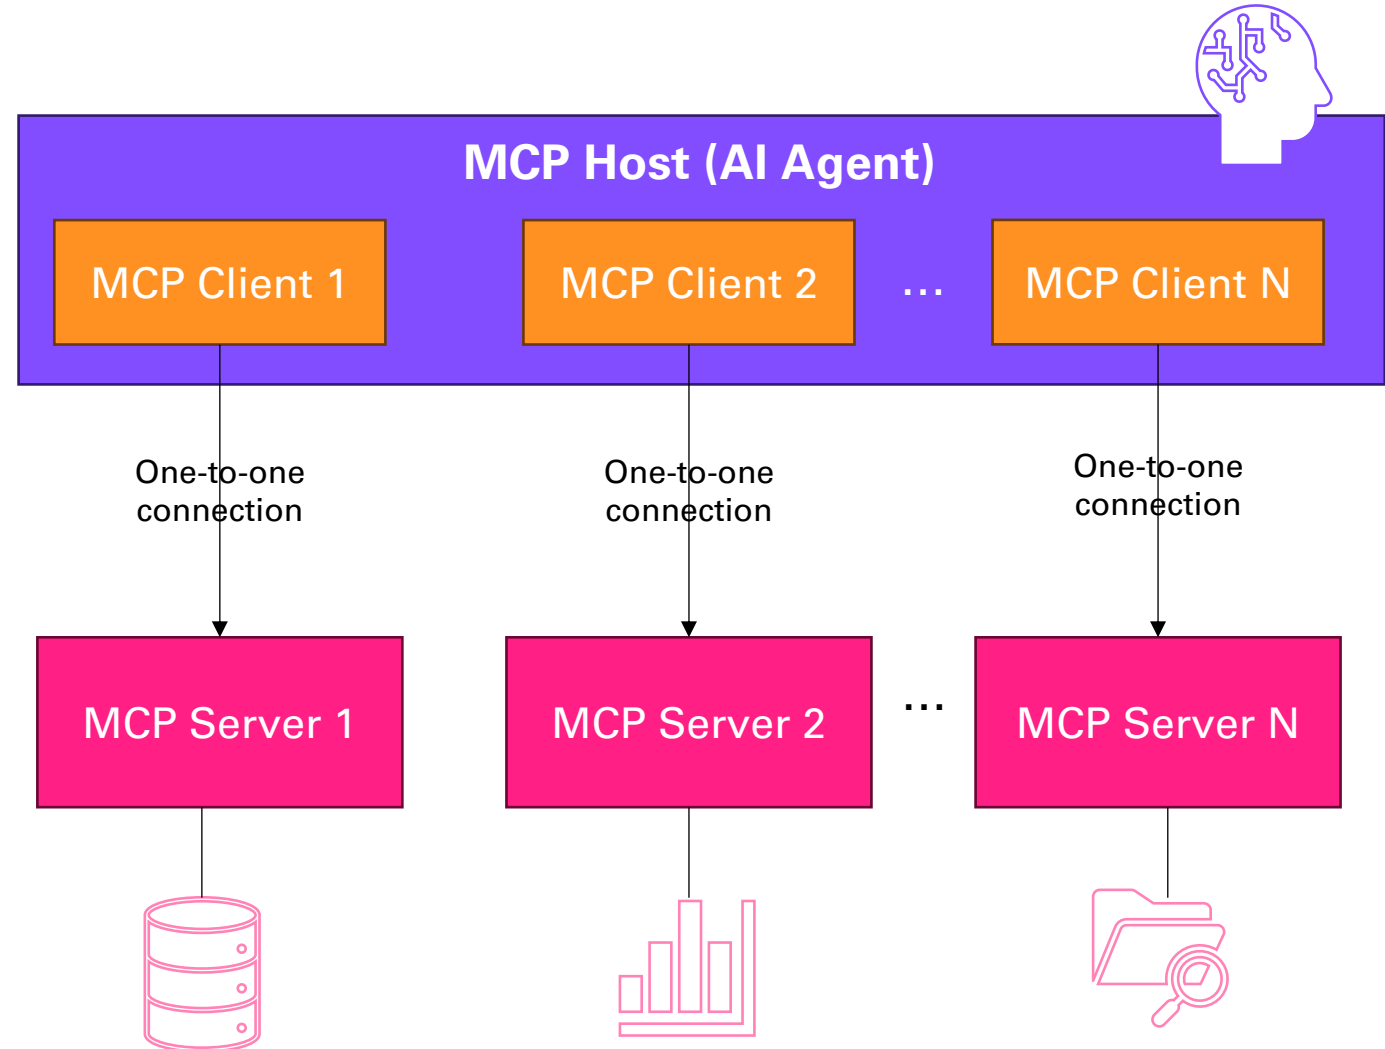 MCP Host (AI Agent)
MCP Client 1
MCP Client 2
...
MCP Client N
One-to-one
connection
One-to-one
connection
One-to-one
connection
MCP Server 1
MCP Server 2
...
MCP Server N